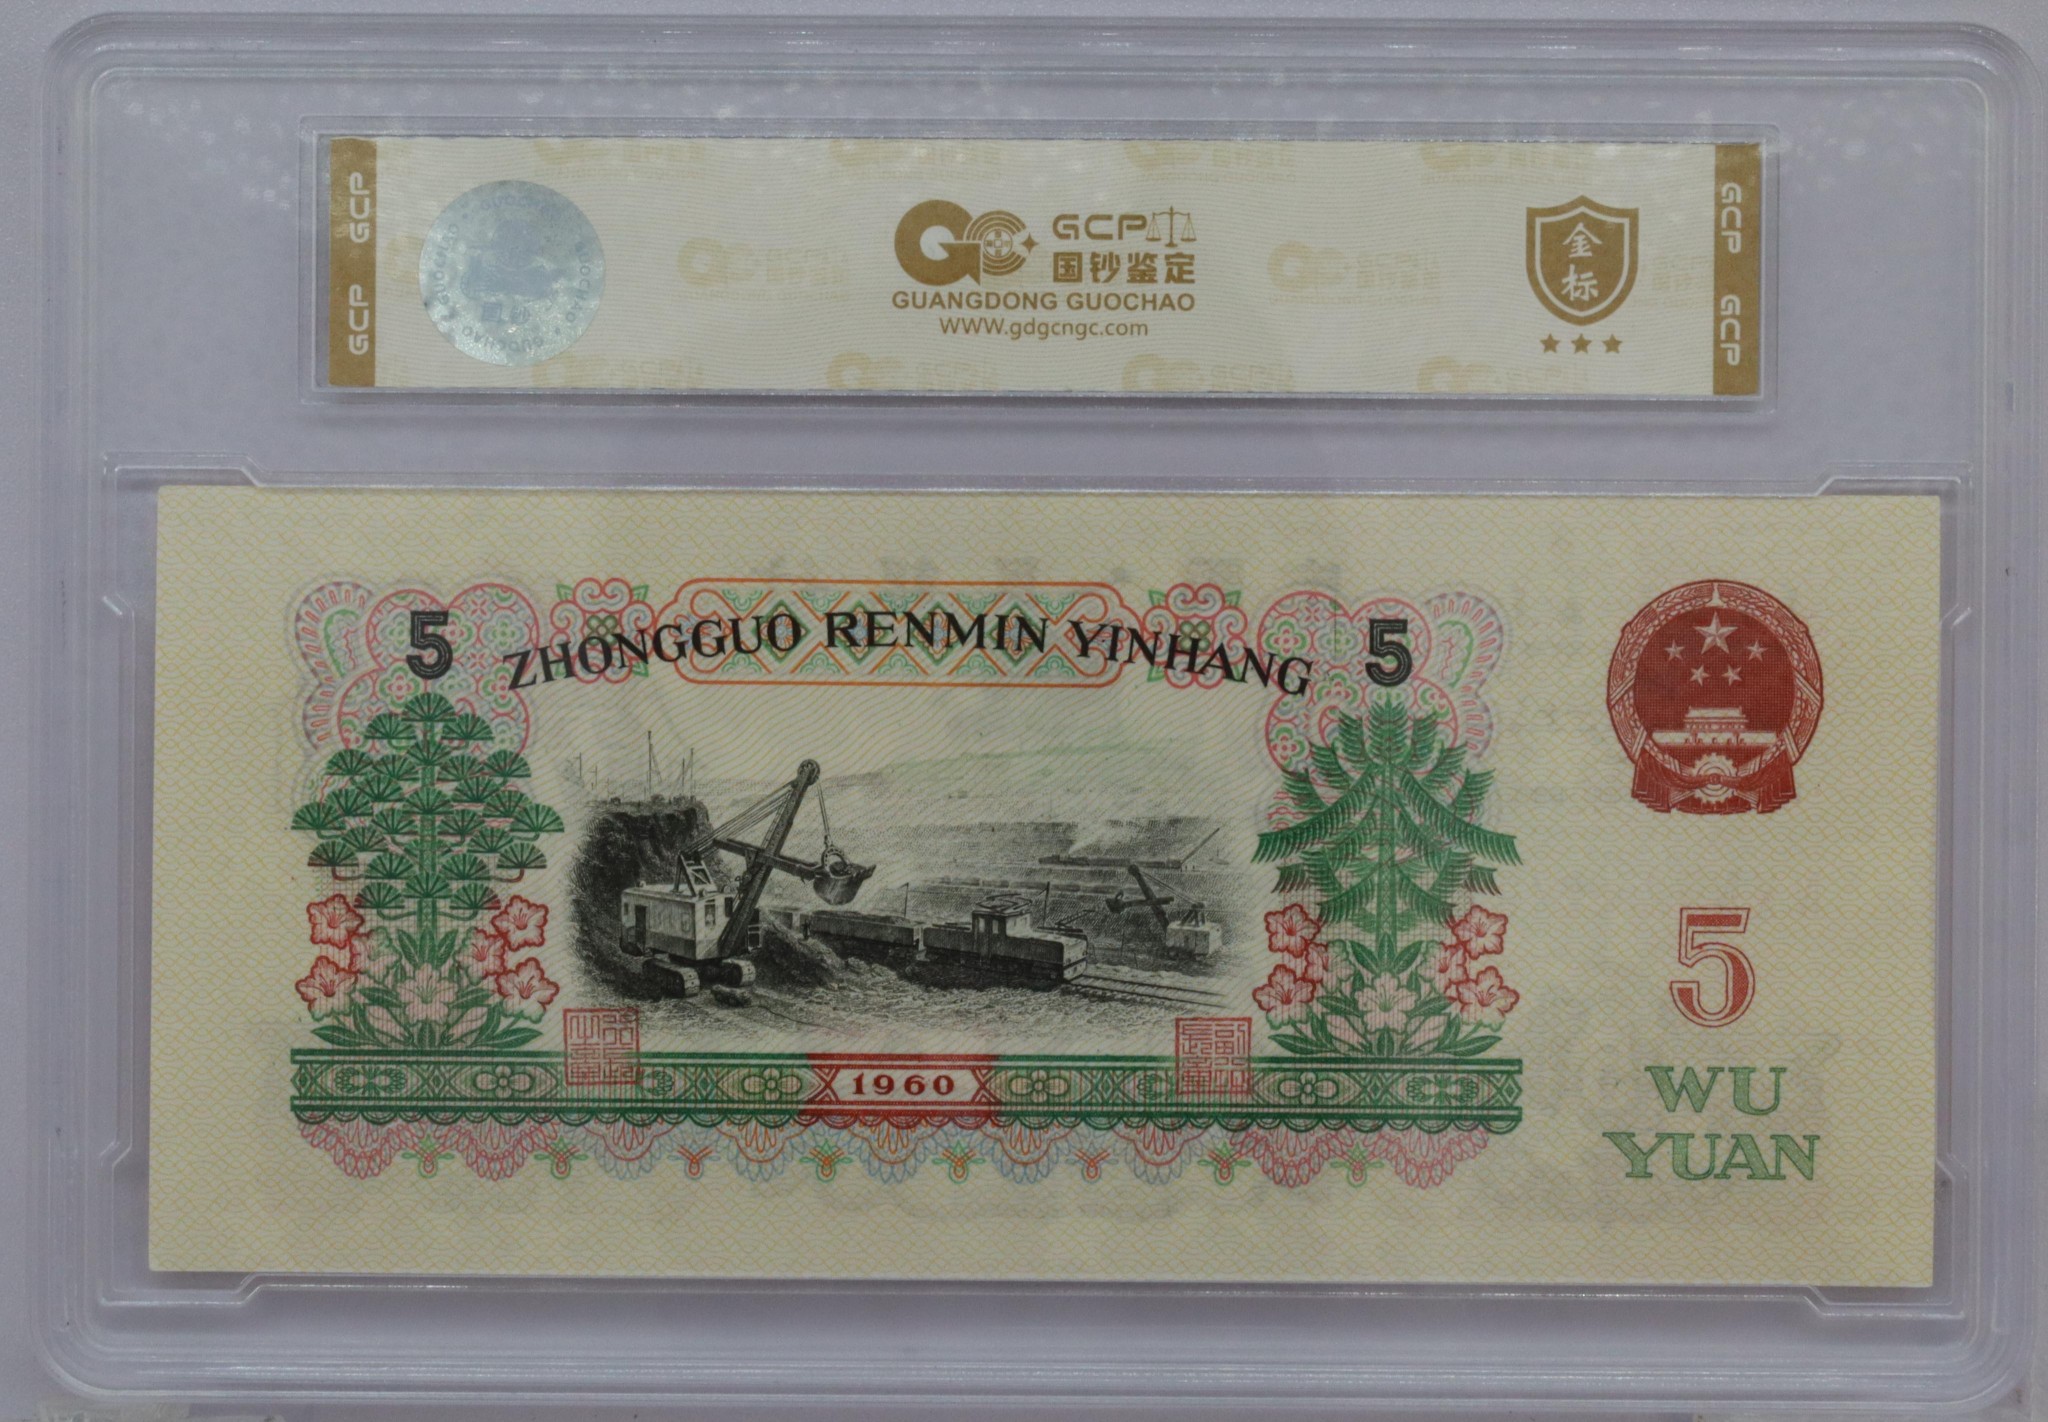 GCP GCP
GCP
国钞鉴定
GUANGDONG GUOCHAO
WWW.gdgcngc.com
金标
GCP GCP
5 ZHONGGUO RENMIN YINHANG 5
1960
5
WU
YUAN